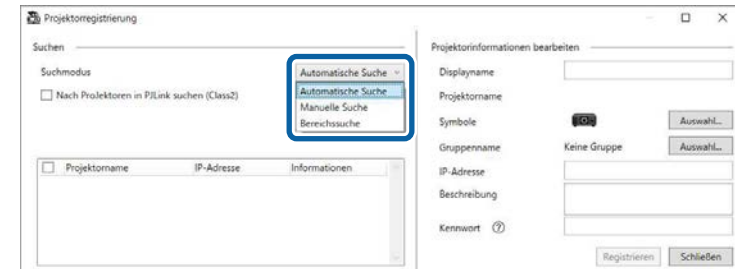 Projektorregistrierung
Suchen
Suchmodus
Automatische Suche
Automatische Suche
Manuelle Suche
Bereichssuche
Nach ProJektoren in PJLink suchen (Class2)
Projektorname IP-Adresse Informationen
Projektorinformationen bearbeiten
Displayname
Projektorname
Symbole Auswahl...
Gruppenname Keine Gruppe Auswahl...
IP-Adresse
Beschreibung
Kennwort ?
Registrieren Schließen